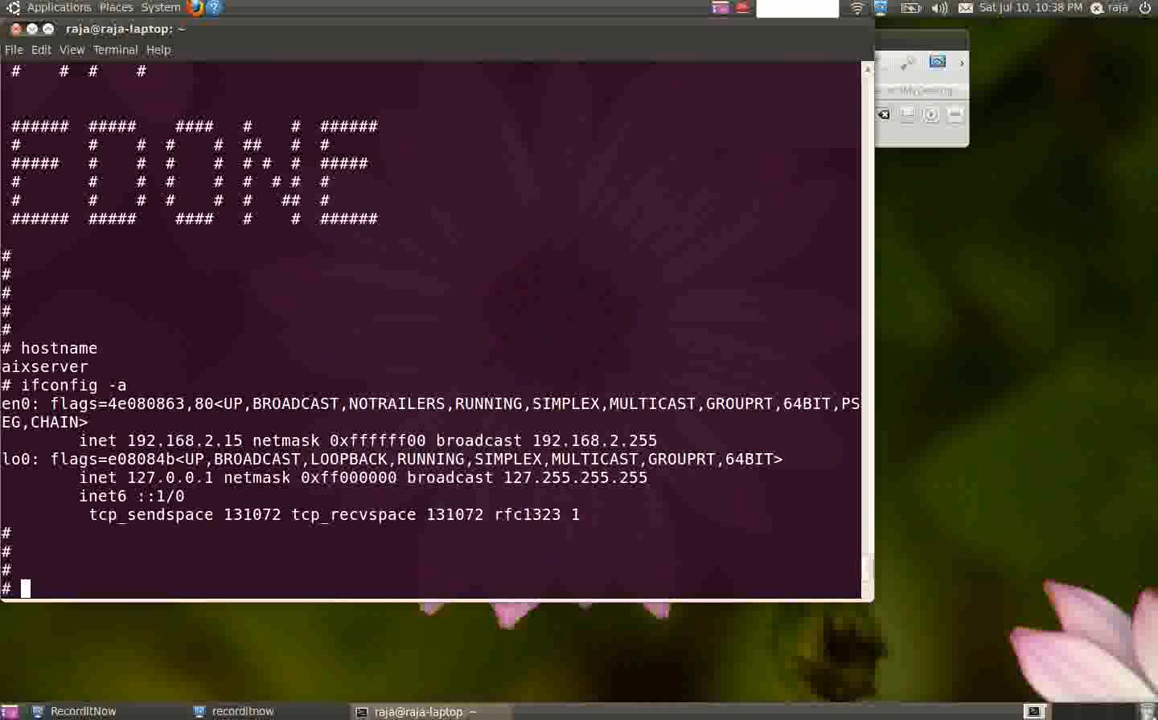 Applications Places System
Sat Jul 10, 10:38 PM raja
raja@raja-laptop: ~
File Edit View Terminal Help
#    #  #    #
######  #####    ####   #    #  ######
#       #    #  #    #  ##   #  #
#####   #    #  #    #  # #  #  #####
#       #    #  #    #  #  # #  #
#       #    #  #    #  #   ##  #
######  #####    ####   #    #  ######
#
#
#
#
#
# hostname
aixserver
# ifconfig -a
en0: flags=4e080863,80<UP,BROADCAST,NOTRAILERS,RUNNING,SIMPLEX,MULTICAST,GROUPRT,64BIT,PS
EG,CHAIN>
inet 192.168.2.15 netmask 0xffffff00 broadcast 192.168.2.255
lo0: flags=e08084b<UP,BROADCAST,LOOPBACK,RUNNING,SIMPLEX,MULTICAST,GROUPRT,64BIT>
inet 127.0.0.1 netmask 0xff000000 broadcast 127.255.255.255
inet6 ::1/0
tcp_sendspace 131072 tcp_recvspace 131072 rfc1323 1
#
#
#
#
RecordItNow recorditnow raja@raja-laptop: ~